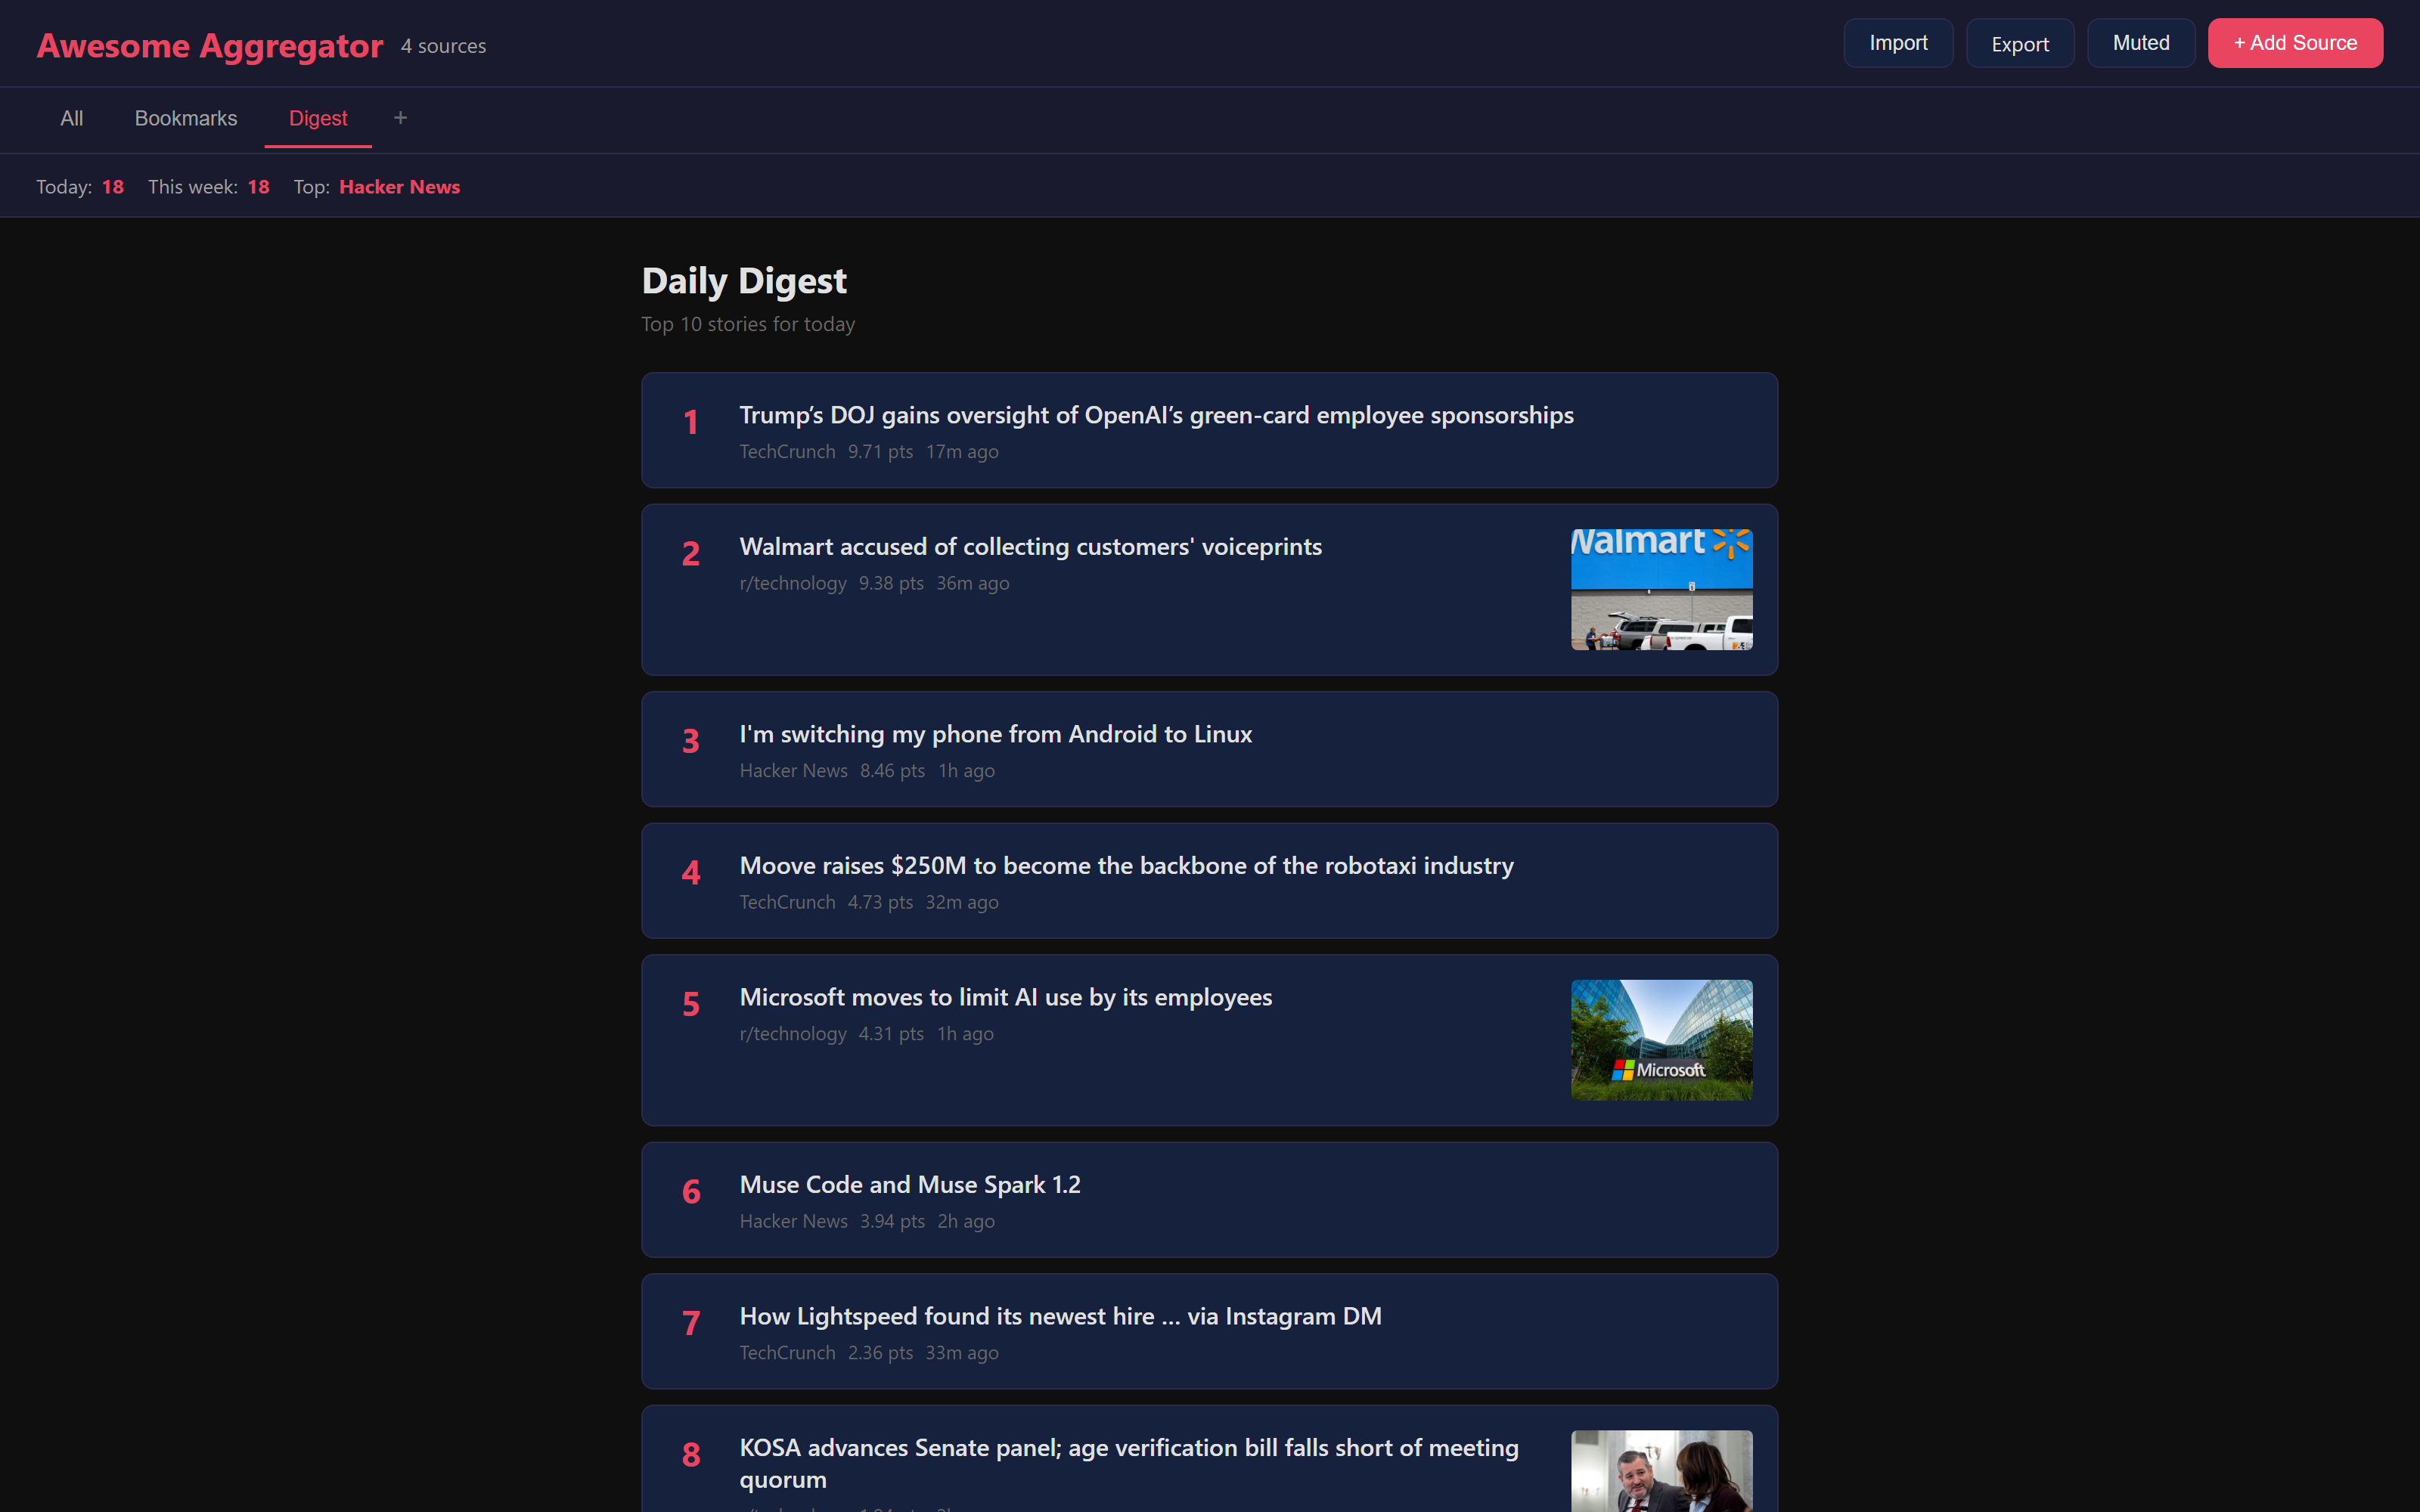 Awesome Aggregator 4 sources Import Export Muted + Add Source
All Bookmarks Digest +
Today: 18 This week: 18 Top: Hacker News
Daily Digest
Top 10 stories for today
1 Trump’s DOJ gains oversight of OpenAI’s green-card employee sponsorships
TechCrunch 9.71 pts 17m ago
2 Walmart accused of collecting customers' voiceprints
r/technology 9.38 pts 36m ago
Walmart
3 I'm switching my phone from Android to Linux
Hacker News 8.46 pts 1h ago
4 Moove raises $250M to become the backbone of the robotaxi industry
TechCrunch 4.73 pts 32m ago
5 Microsoft moves to limit AI use by its employees
r/technology 4.31 pts 1h ago
Microsoft
6 Muse Code and Muse Spark 1.2
Hacker News 3.94 pts 2h ago
7 How Lightspeed found its newest hire … via Instagram DM
TechCrunch 2.36 pts 33m ago
8 KOSA advances Senate panel; age verification bill falls short of meeting
quorum